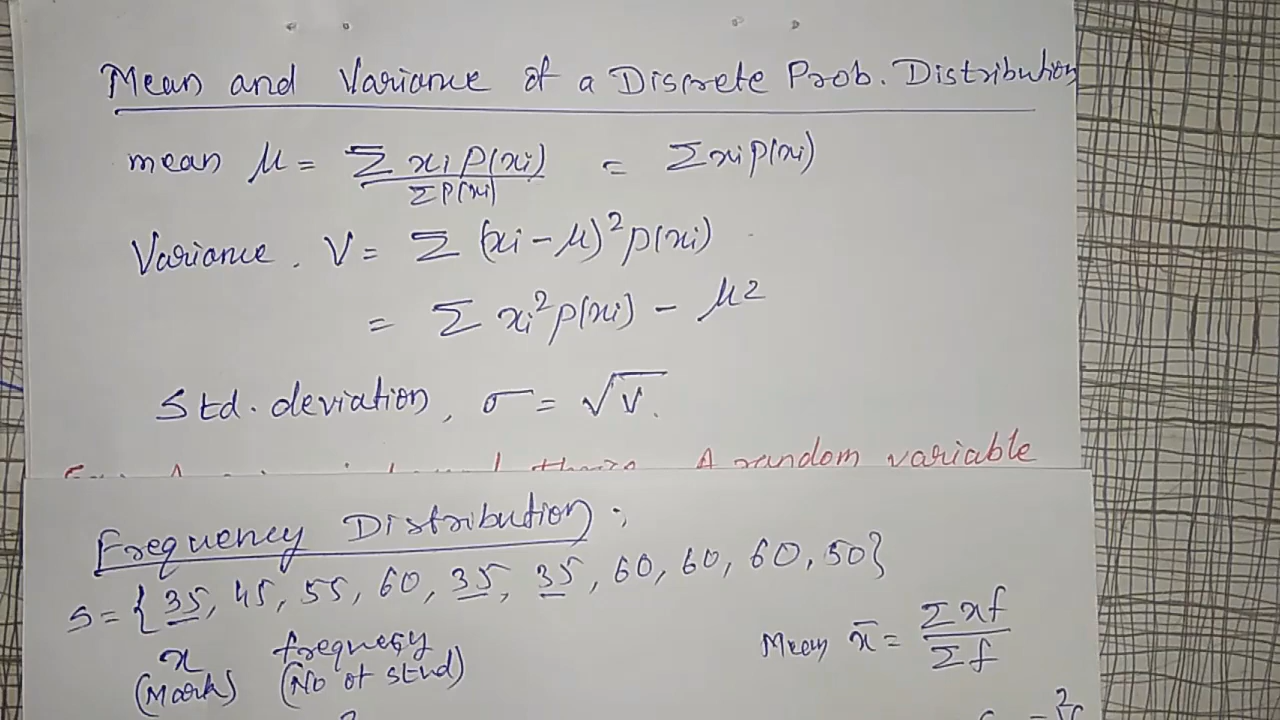 Mean and Variance of a Discrete Prob. Distribution
mean μ = Σ xi P(xi) / Σ P(xi) = Σ xi P(xi)
Variance, V = Σ (xi - μ)² p(xi)
= Σ xi² p(xi) - μ²
Std. deviation, σ = √V.
A random variable
Frequency Distribution:
S = {35, 45, 55, 60, 35, 35, 60, 60, 60, 50}
x frequency
(Mark) (No of stud)
Mean x̄ = Σxf / Σf